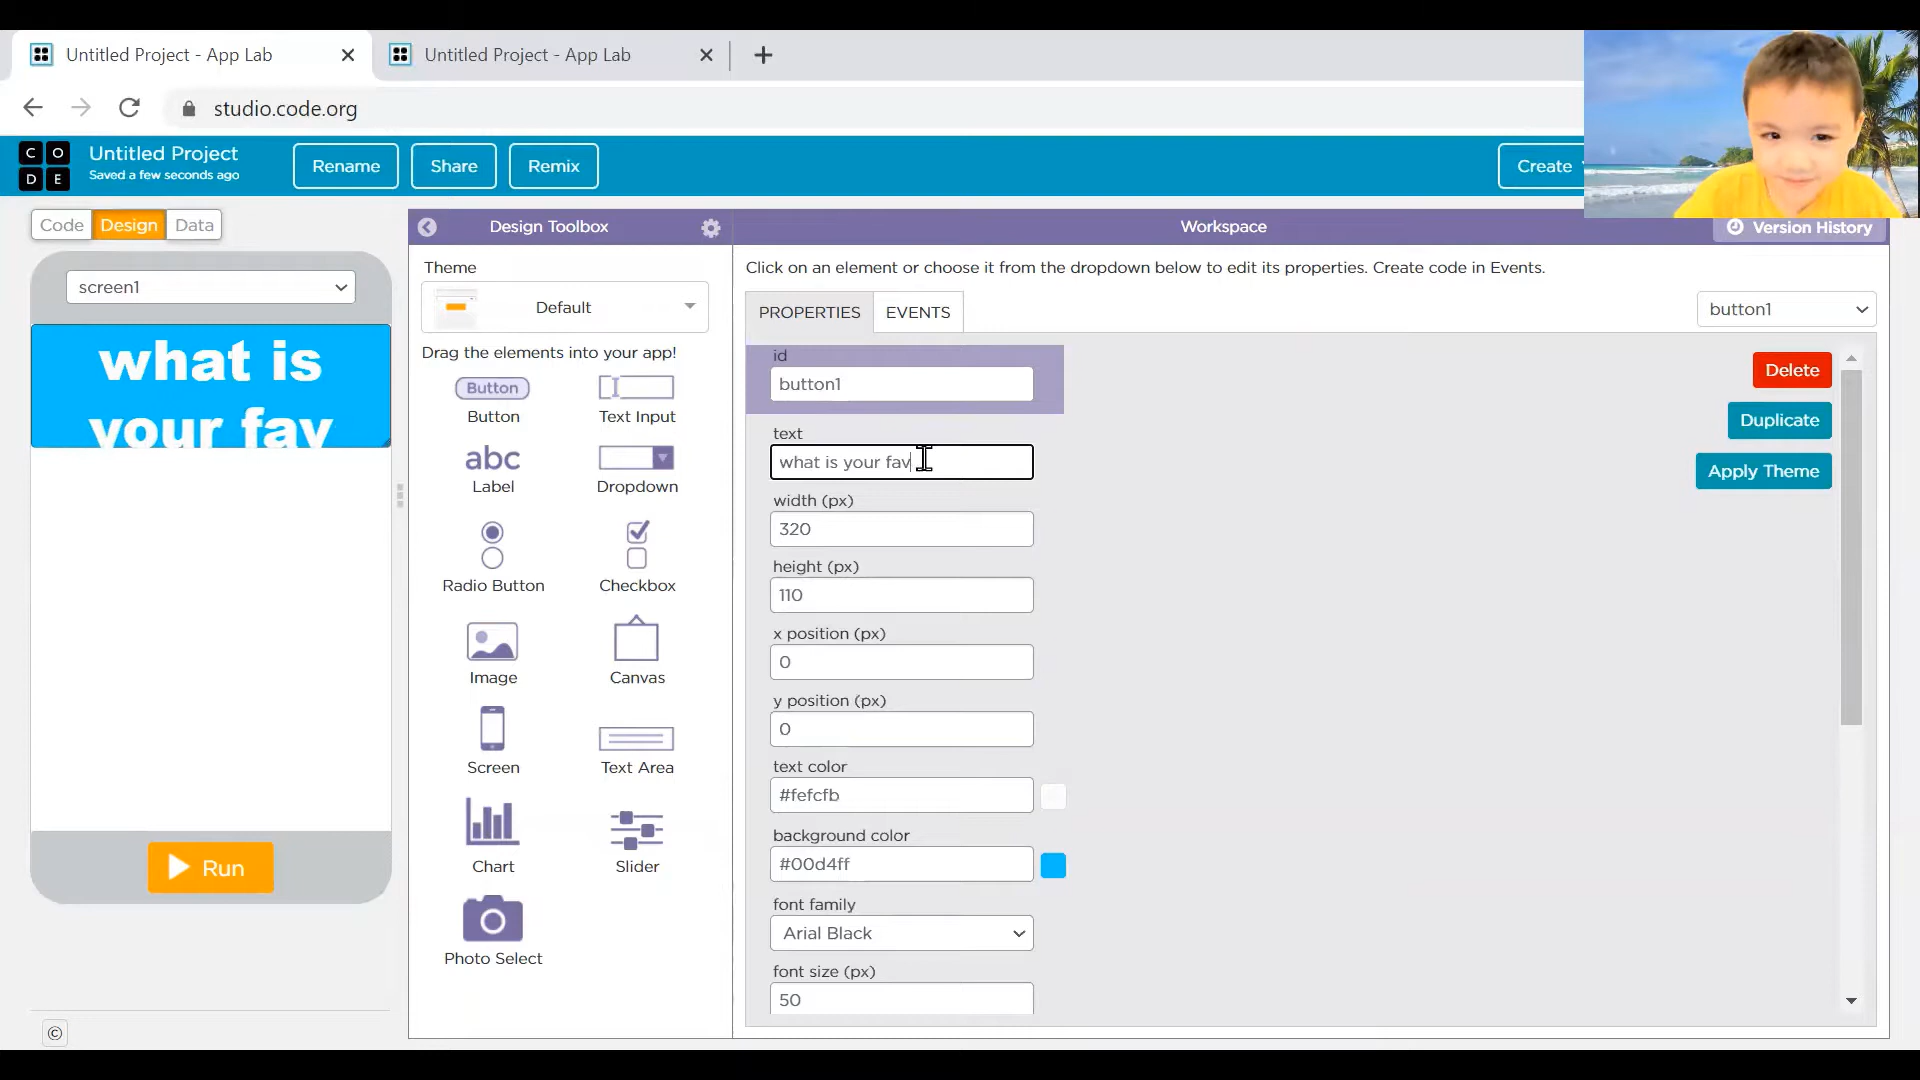 Untitled Project - App Lab
Untitled Project - App Lab
studio.code.org
C O
D E
Untitled Project
Saved a few seconds ago
Rename
Share
Remix
Create
Code
Design
Data
Design Toolbox
Workspace
Version History
screen1
what is
your fav
Run
©
Theme
Default
Drag the elements into your app!
Button
Button
Text Input
abc
Label
Dropdown
Radio Button
Checkbox
Image
Canvas
Screen
Text Area
Chart
Slider
Photo Select
Click on an element or choose it from the dropdown below to edit its properties. Create code in Events.
PROPERTIES
EVENTS
button1
id
button1
text
what is your fav
width (px)
320
height (px)
110
x position (px)
0
y position (px)
0
text color
#fefcfb
background color
#00d4ff
font family
Arial Black
font size (px)
50
Delete
Duplicate
Apply Theme